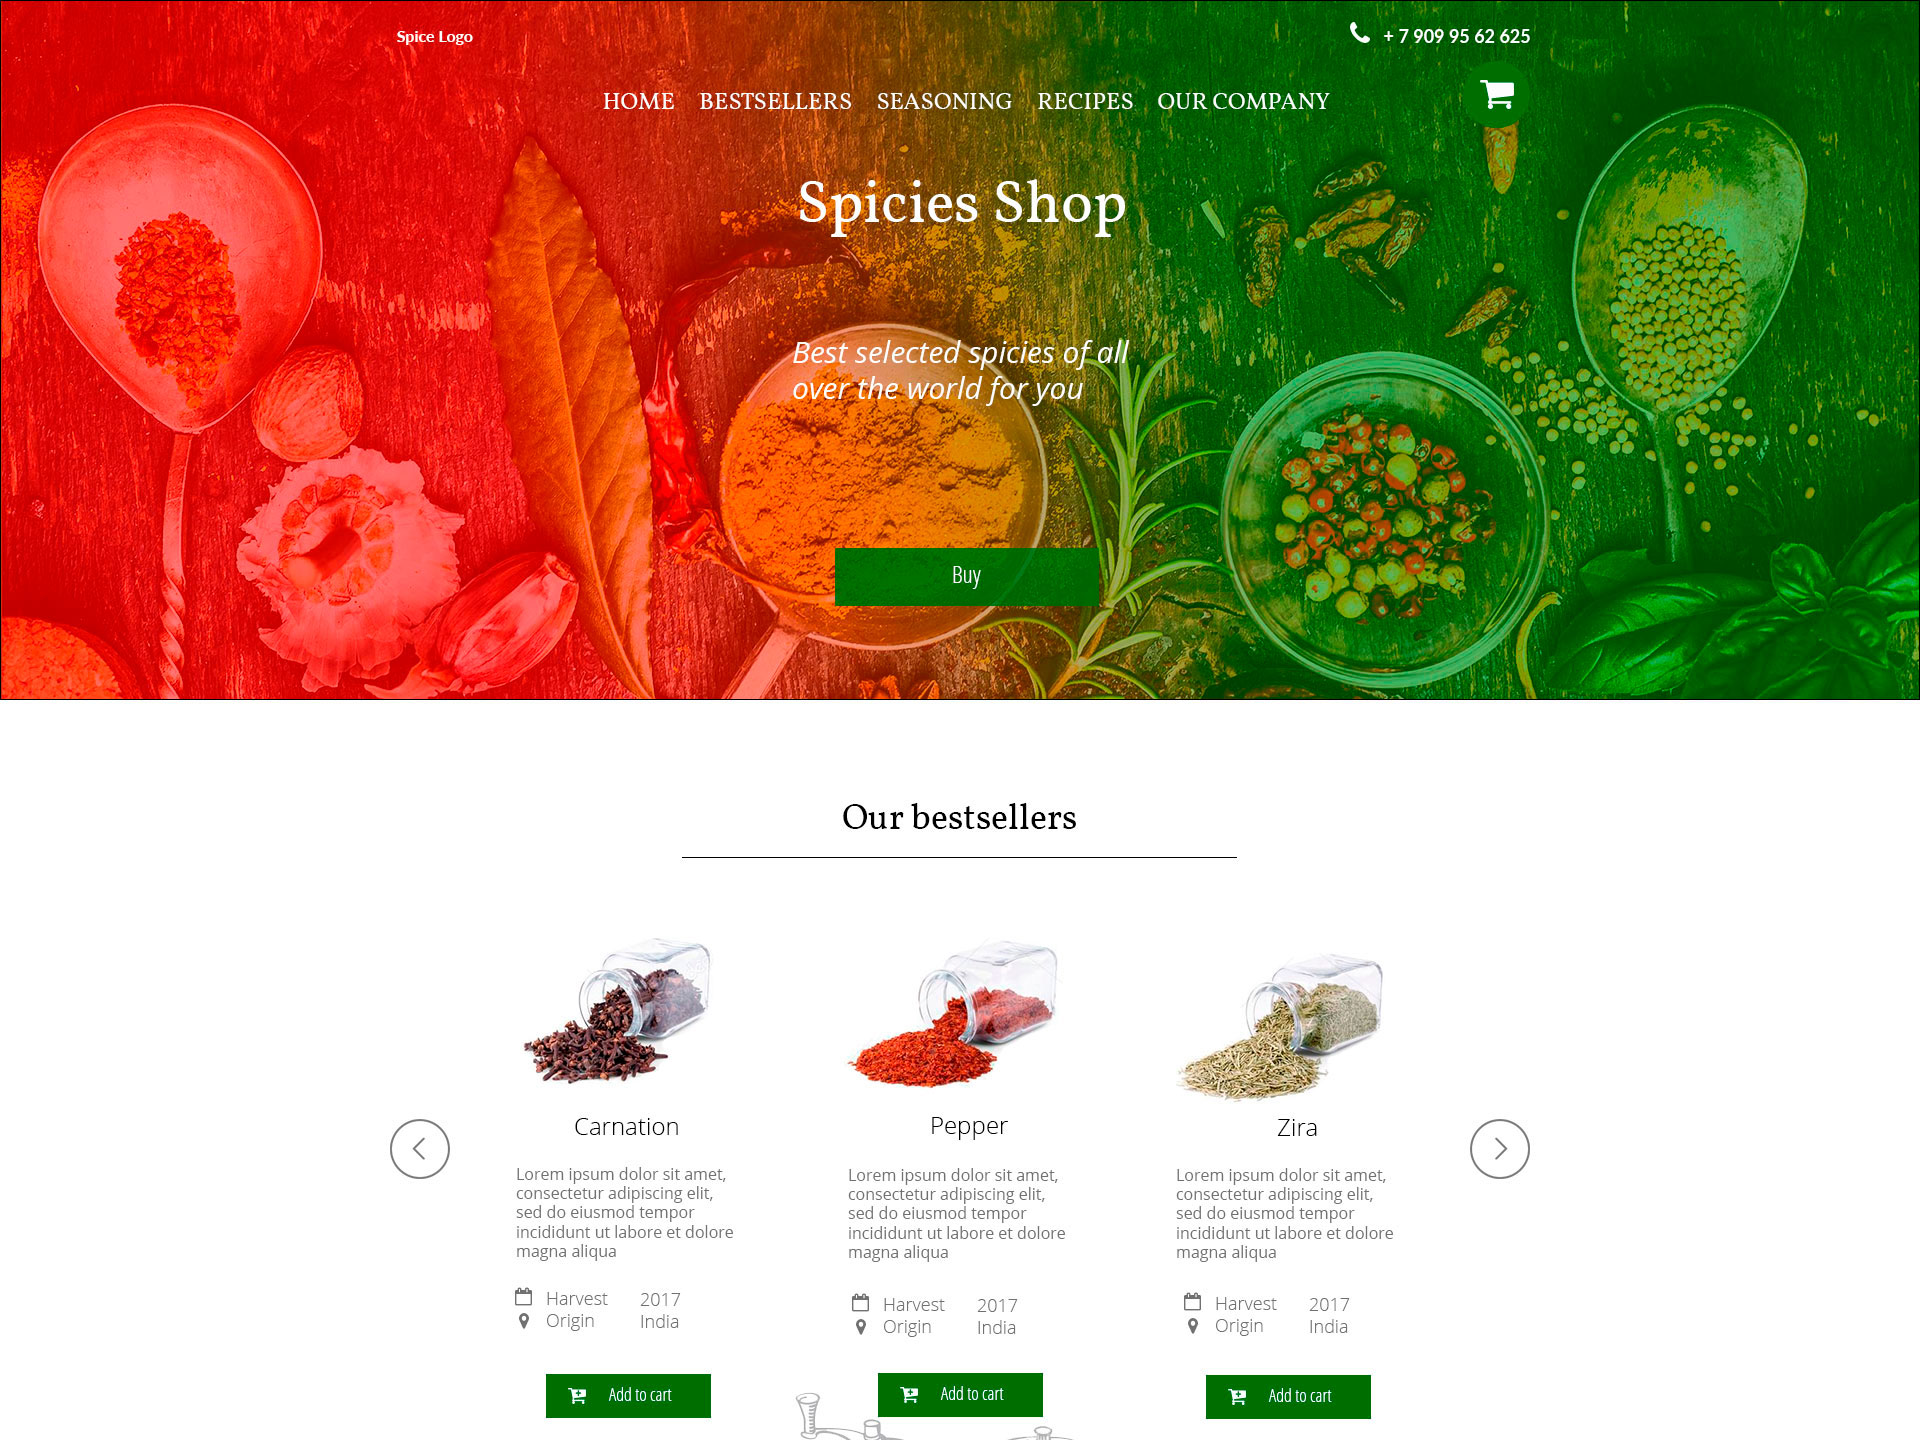 Spice Logo
+ 7 909 95 62 625
HOME BESTSELLERS SEASONING RECIPES OUR COMPANY
Spicies Shop
Best selected spicies of all
over the world for you
Buy
Our bestsellers
Carnation
Lorem ipsum dolor sit amet,
consectetur adipiscing elit,
sed do eiusmod tempor
incididunt ut labore et dolore
magna aliqua
Harvest 2017
Origin India
Add to cart
Pepper
Lorem ipsum dolor sit amet,
consectetur adipiscing elit,
sed do eiusmod tempor
incididunt ut labore et dolore
magna aliqua
Harvest 2017
Origin India
Add to cart
Zira
Lorem ipsum dolor sit amet,
consectetur adipiscing elit,
sed do eiusmod tempor
incididunt ut labore et dolore
magna aliqua
Harvest 2017
Origin India
Add to cart